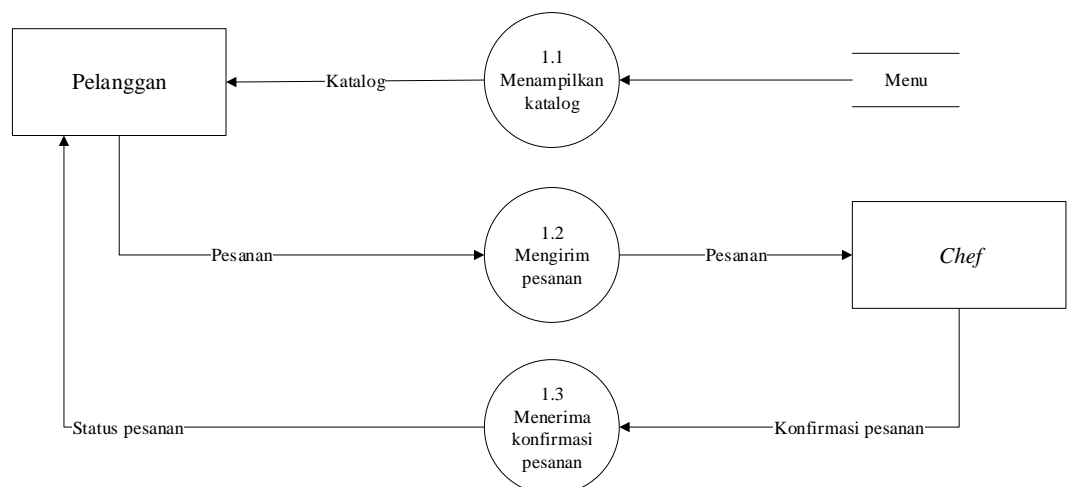 Pelanggan
Katalog
1.1
Menampilkan
katalog
Menu
Pesanan
1.2
Mengirim
pesanan
Pesanan
Chef
Status pesanan
1.3
Menerima
konfirmasi
pesanan
Konfirmasi pesanan